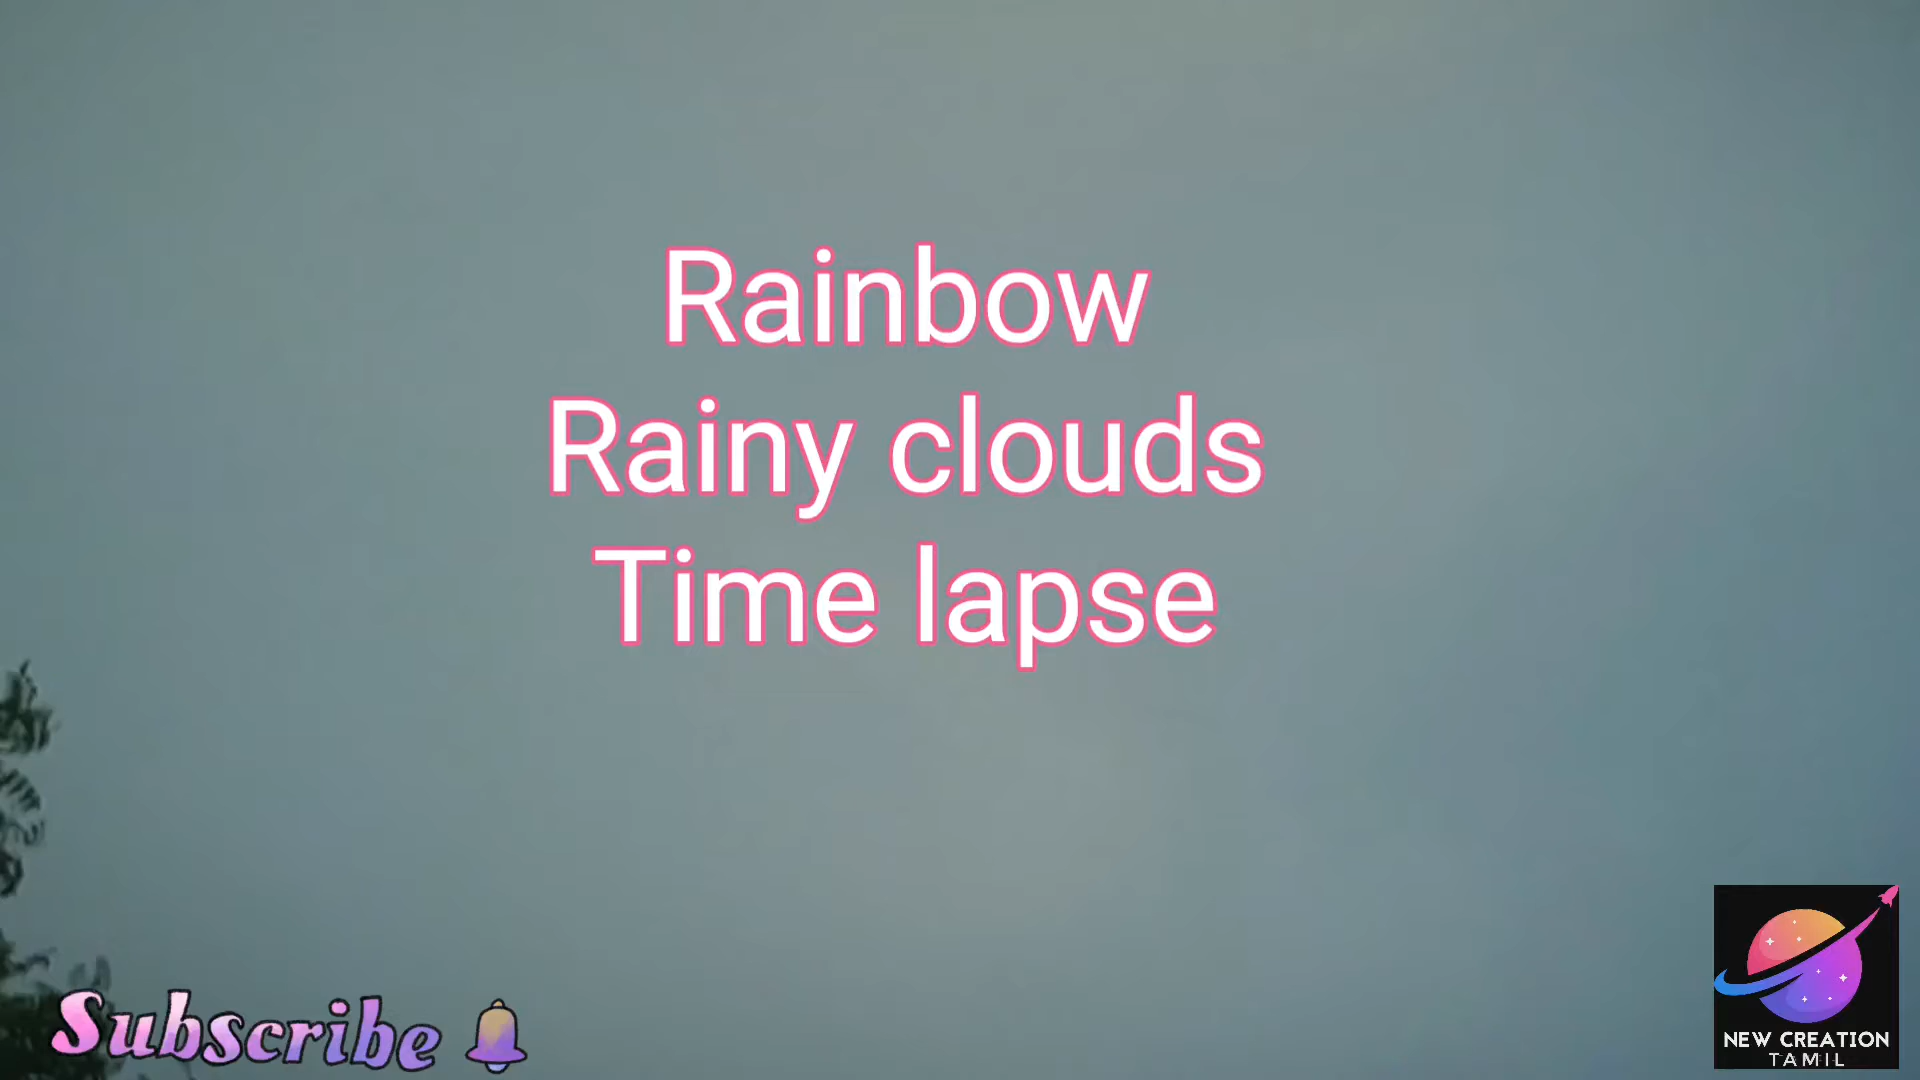 Rainbow
Rainy clouds
Time lapse
Subscribe
NEW CREATION
TAMIL